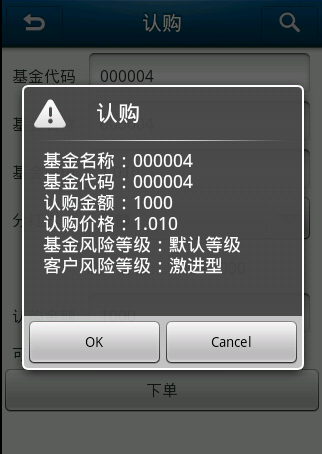 认购
基金代码 000004
认购
基金名称：000004
基金代码：000004
认购金额：1000
认购价格：1.010
基金风险等级：默认等级
客户风险等级：激进型
OK Cancel
下单